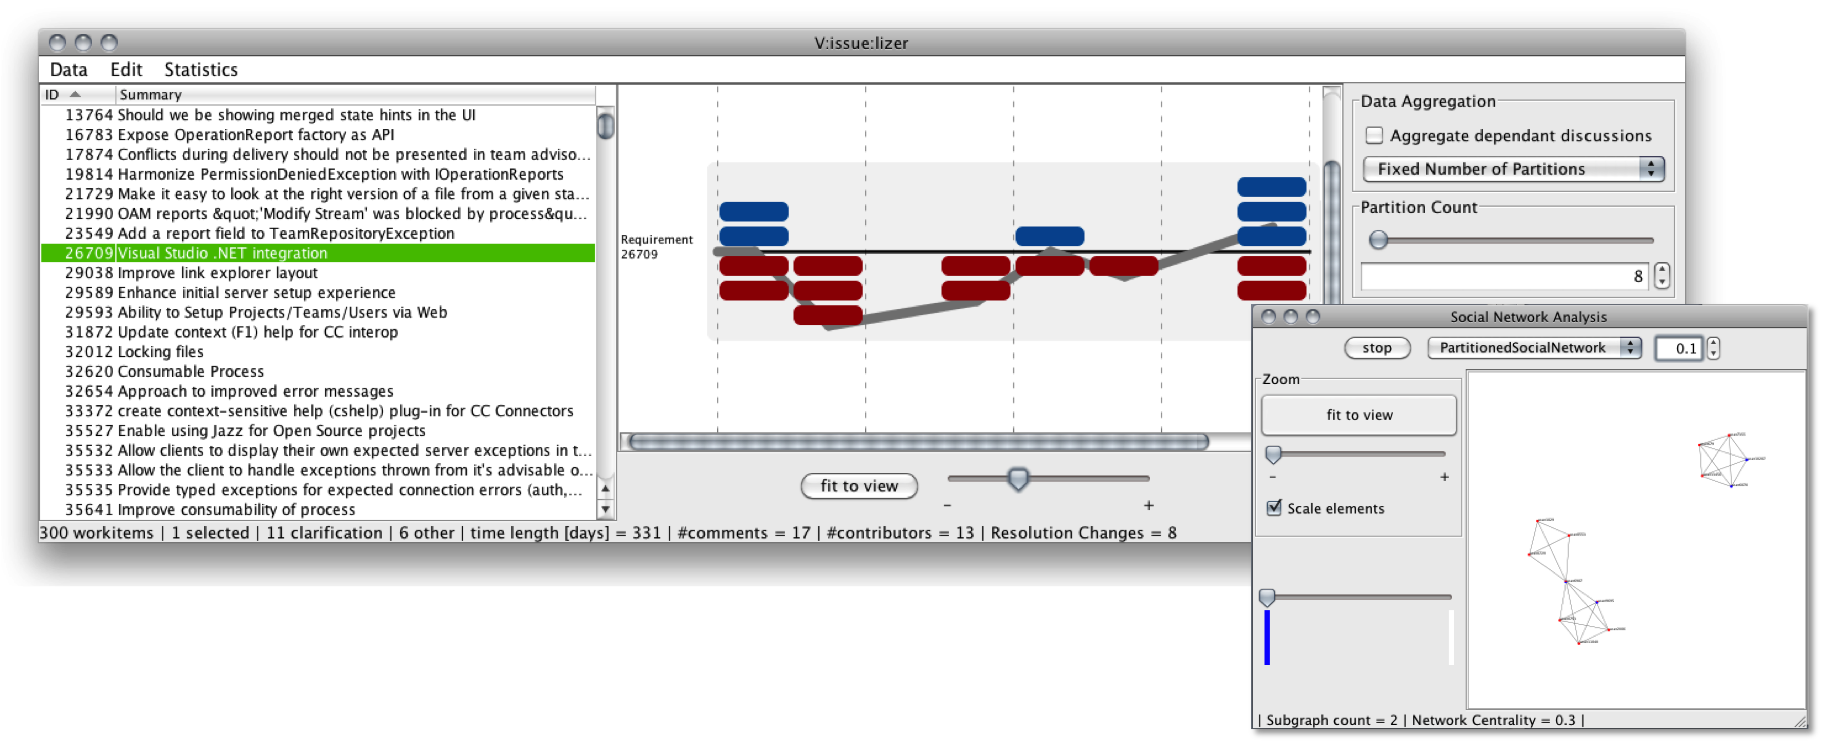 V:issue:lizer
Data Edit Statistics
ID Summary
13764 Should we be showing merged state hints in the UI
16783 Expose OperationReport factory as API
17874 Conflicts during delivery should not be presented in team adviso...
19814 Harmonize PermissionDeniedException with IOperationReports
21729 Make it easy to look at the right version of a file from a given sta...
21990 OAM reports &quot;'Modify Stream' was blocked by process&qu...
23549 Add a report field to TeamRepositoryException
26709 Visual Studio .NET integration
29038 Improve link explorer layout
29589 Enhance initial server setup experience
29593 Ability to Setup Projects/Teams/Users via Web
31872 Update context (F1) help for CC interop
32012 Locking files
32620 Consumable Process
32654 Approach to improved error messages
33372 create context-sensitive help (cshelp) plug-in for CC Connectors
35527 Enable using Jazz for Open Source projects
35532 Allow clients to display their own expected server exceptions in t...
35533 Allow the client to handle exceptions thrown from it's advisable o...
35535 Provide typed exceptions for expected connection errors (auth,...
35641 Improve consumability of process
Requirement
26709
fit to view
- +
Data Aggregation
Aggregate dependant discussions
Fixed Number of Partitions
Partition Count
8
300 workitems | 1 selected | 11 clarification | 6 other | time length [days] = 331 | #comments = 17 | #contributors = 13 | Resolution Changes = 8
Social Network Analysis
stop PartitionedSocialNetwork 0.1
Zoom
fit to view
- +
Scale elements
| Subgraph count = 2 | Network Centrality = 0.3 |